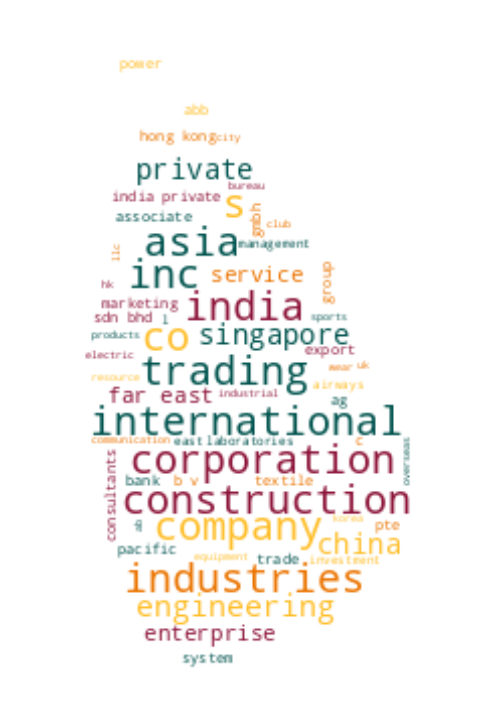 power
abb
hong kong city
private
bureau
india private s
associate gmbh club
asia management
llc
inc service group
hk
marketing india
sdn bhd l sports
products co singapore
electric export
trading wear uk
resource airways
far east industrial
ag
international
communication east laboratories c
corporation overseas
consultants bank b v textile
construction
company korea pte
china
pacific equipment trade investment
industries
engineering
enterprise
system